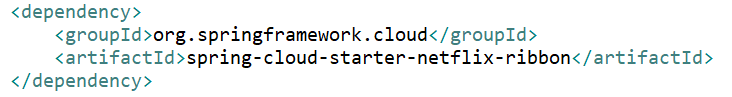 <dependency>
    <groupId>org.springframework.cloud</groupId>
    <artifactId>spring-cloud-starter-netflix-ribbon</artifactId>
</dependency>